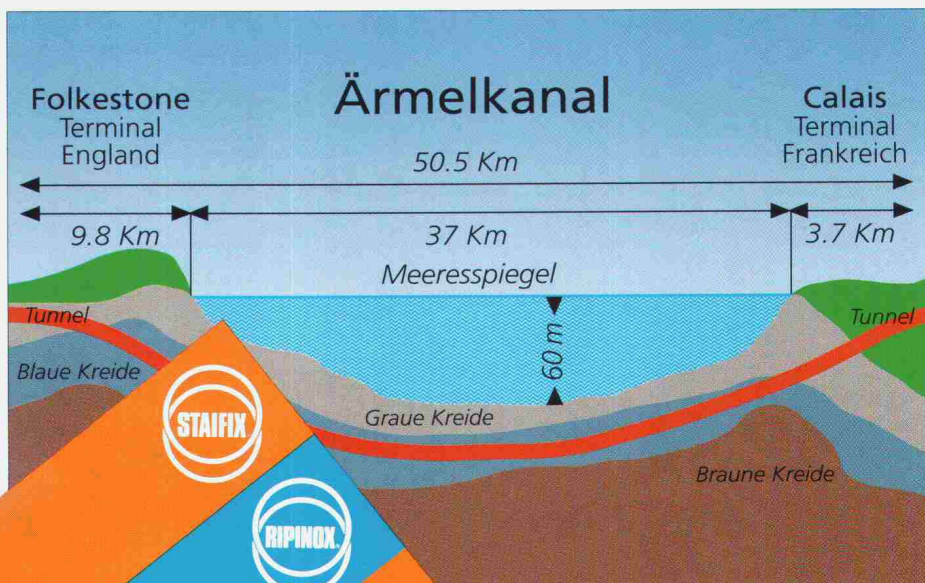 Ärmelkanal
Folkestone
Terminal
England
Calais
Terminal
Frankreich
50.5 Km
9.8 Km
37 Km
3.7 Km
Meeresspiegel
Tunnel
Tunnel
60 m
Blaue Kreide
Graue Kreide
Braune Kreide
STAIFIX
RIPINOX®